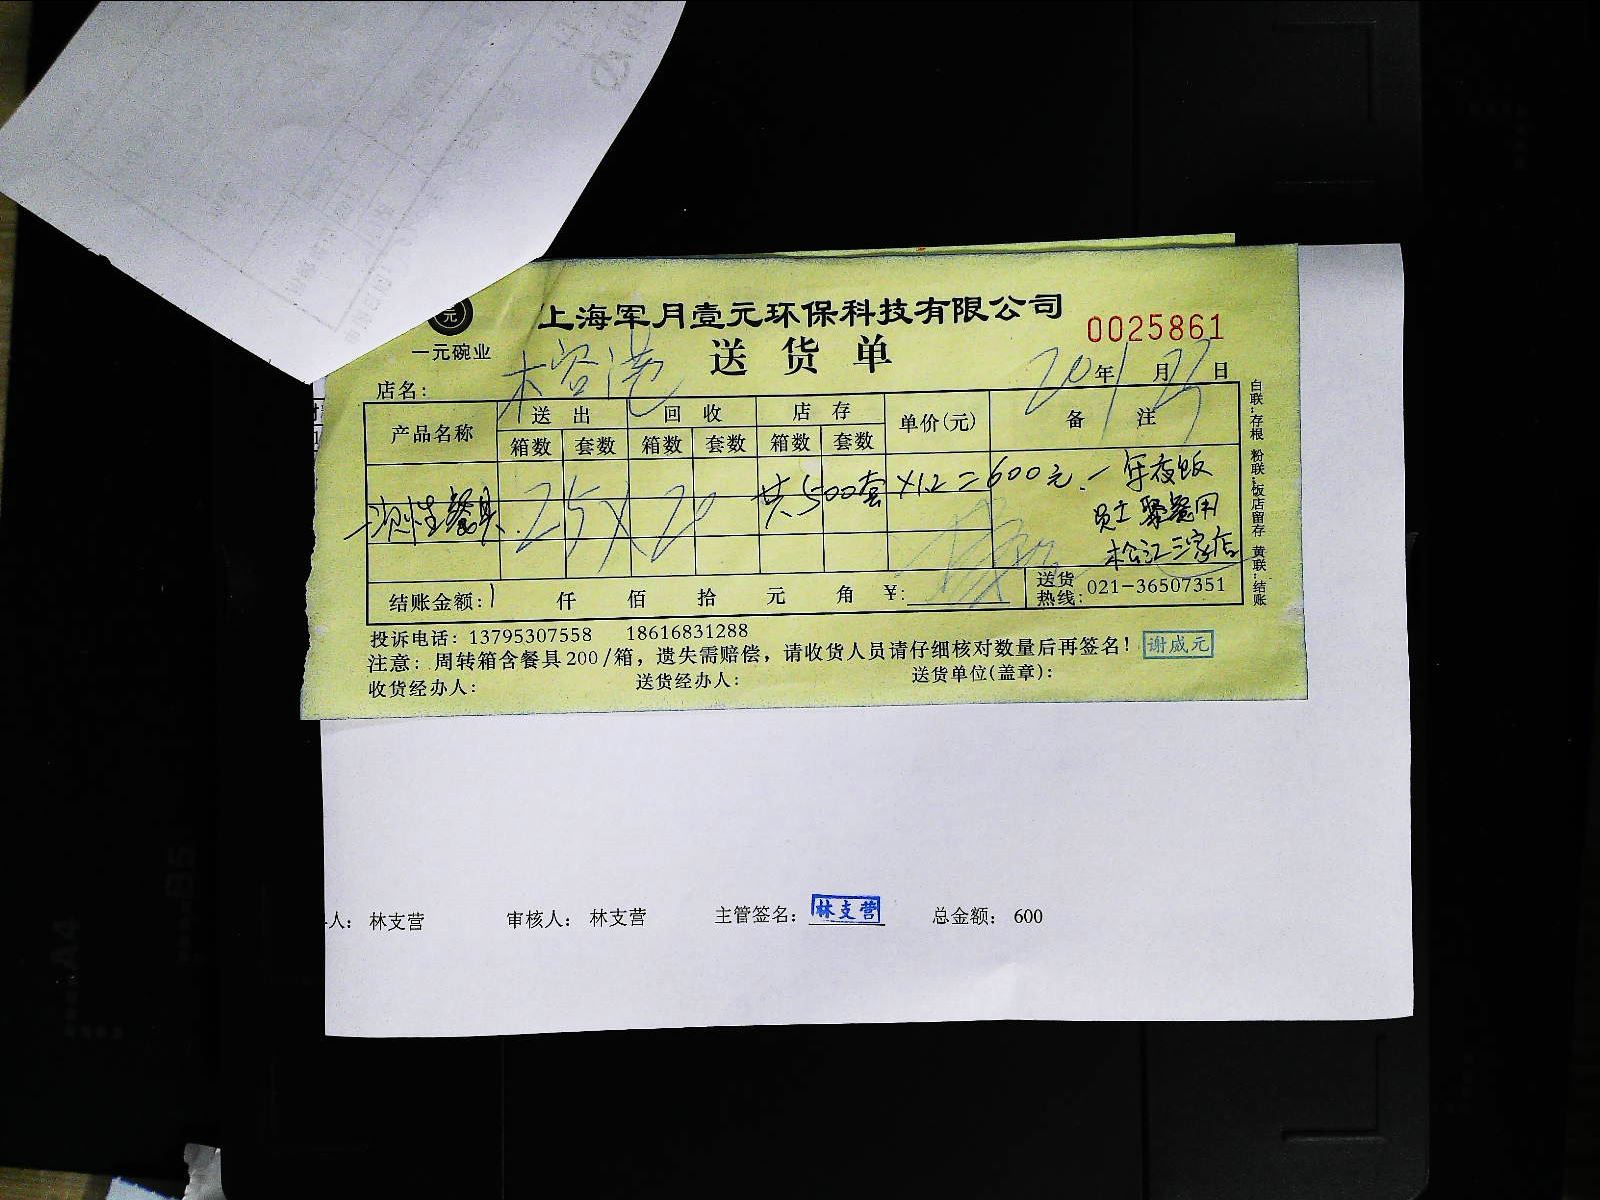 元
上海军月壹元环保科技有限公司
一元碗业
送货单
0025861
店名：
20年1月23日
产品名称 送出 回收 店存 单价(元) 备注
箱数 套数 箱数 套数 箱数 套数
一次性餐具 25×20 共500套 ×1.2=600元.
一年夜饭
员工聚餐用
松江三家店
结账金额： 仟 佰 拾 元 角 ¥:
送货热线：021-36507351
投诉电话：13795307558 18616831288
注意：周转箱含餐具200/箱，遗失需赔偿，请收货人员请仔细核对数量后再签名！
谢成元
收货经办人： 送货经办人： 送货单位(盖章)：
白联：存根 粉联：饭店留存 黄联：结账
人： 林支营 审核人： 林支营 主管签名： 林支营 总金额： 600